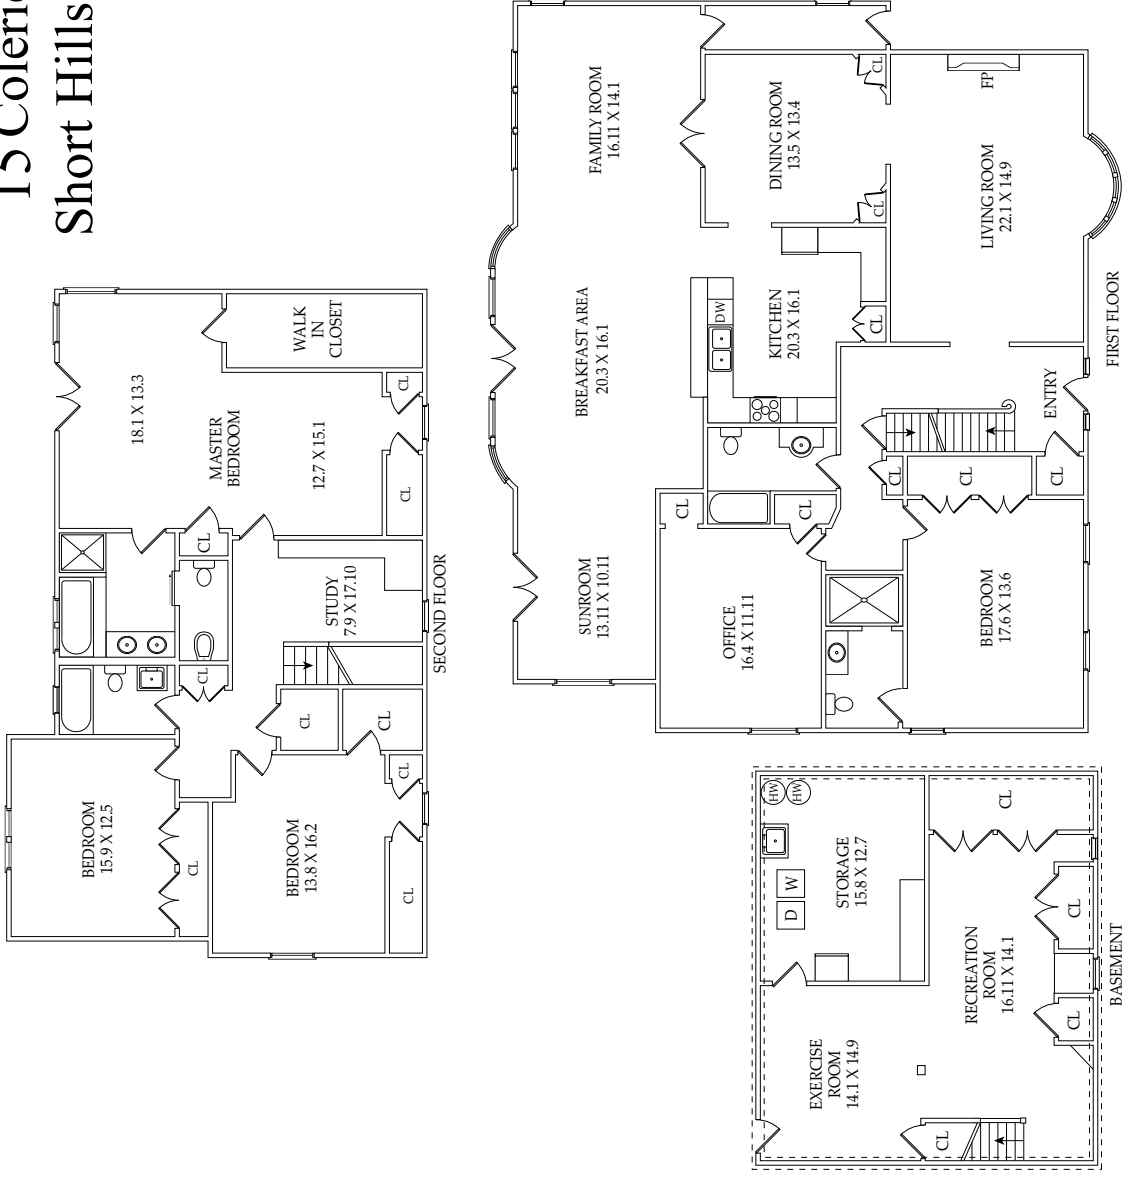 15 Coleri
Short Hills
BEDROOM
15.9 X 12.5
CL
BEDROOM
13.8 X 16.2
CL
CL
CL
CL
CL
STUDY
7.9 X 17.10
CL
MASTER
BEDROOM
18.1 X 13.3
12.7 X 15.1
CL
CL
WALK
IN
CLOSET
SECOND FLOOR
SUNROOM
13.11 X 10.11
BREAKFAST AREA
20.3 X 16.1
FAMILY ROOM
16.11 X 14.1
OFFICE
16.4 X 11.11
CL
CL
DW
KITCHEN
20.3 X 16.1
CL
DINING ROOM
13.5 X 13.4
CL
CL
BEDROOM
17.6 X 13.6
CL
CL
CL
ENTRY
LIVING ROOM
22.1 X 14.9
FP
FIRST FLOOR
EXERCISE
ROOM
14.1 X 14.9
CL
D
W
STORAGE
15.8 X 12.7
HW
HW
RECREATION
ROOM
16.11 X 14.1
CL
CL
CL
BASEMENT